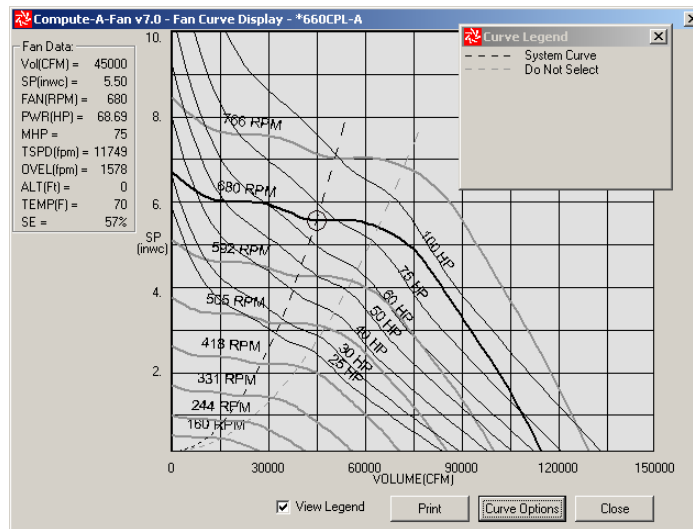 Compute-A-Fan v7.0 - Fan Curve Display - *660CPL-A
Fan Data:
Vol(CFM) = 45000
SP(inwc) = 5.50
FAN(RPM) = 680
PWR(HP) = 68.69
MHP = 75
TSPD(fpm) = 11749
OVEL(fpm) = 1578
ALT(Ft) = 0
TEMP(F) = 70
SE = 57%
Curve Legend
System Curve
Do Not Select
10.
8.
6.
SP
(inwc)
4.
2.
766 RPM
680 RPM
592 RPM
505 RPM
418 RPM
331 RPM
244 RPM
160 RPM
100 HP
75 HP
60 HP
50 HP
40 HP
30 HP
25 HP
0
30000
60000
90000
120000
150000
VOLUME(CFM)
View Legend
Print
Curve Options
Close